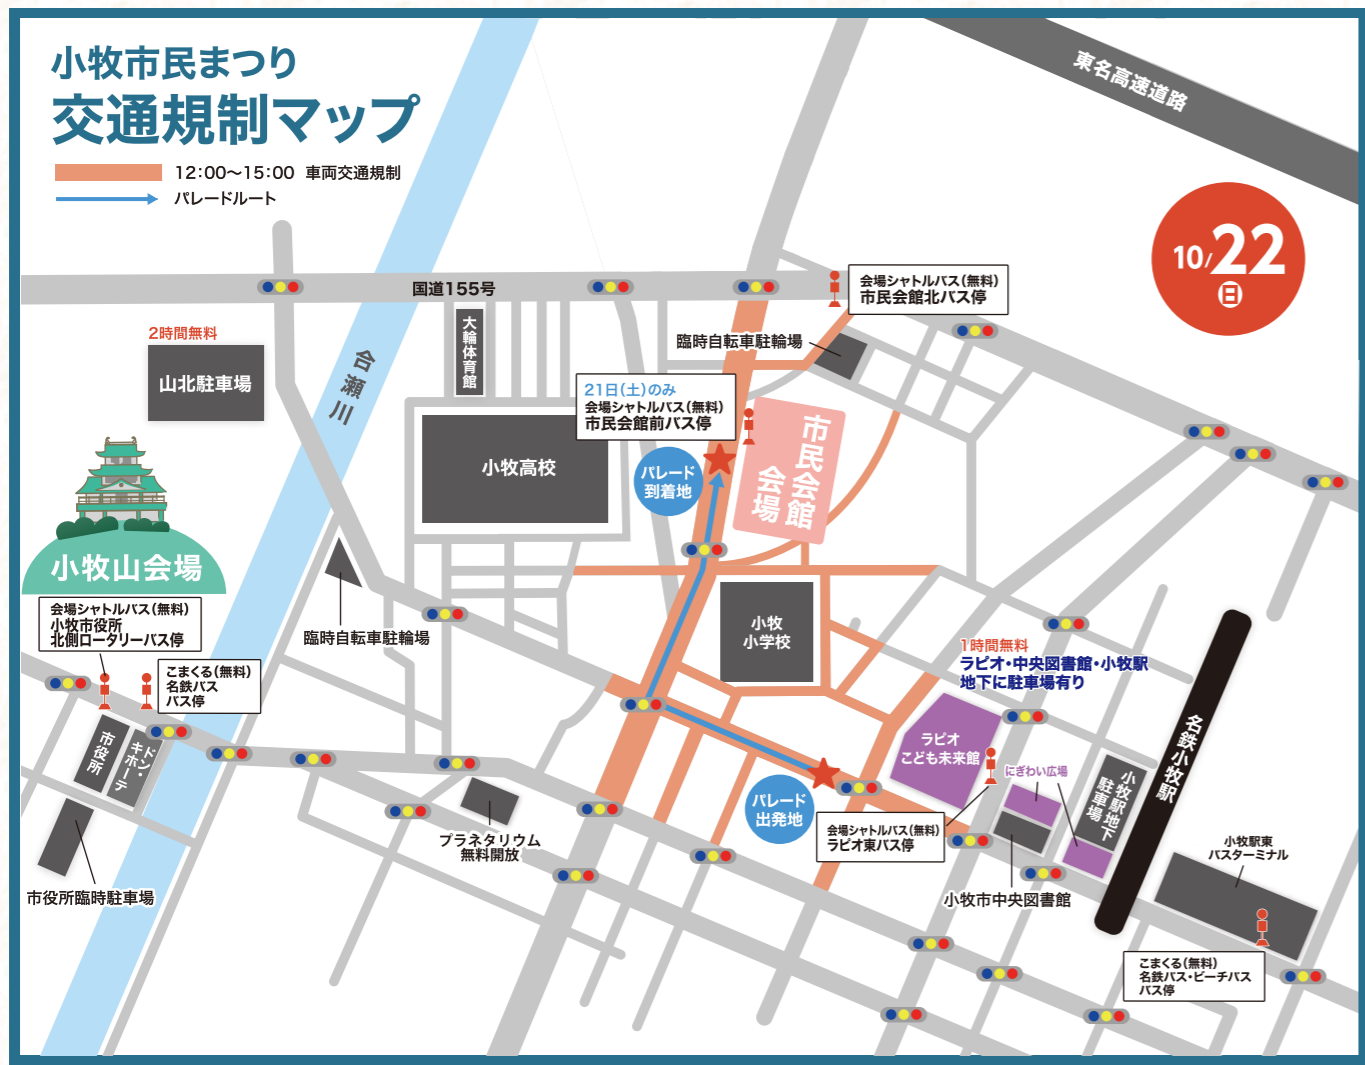 小牧市民まつり
交通規制マップ
12:00〜15:00 車両交通規制
パレードルート
東名高速道路
10/22
日
国道155号
会場シャトルバス(無料)
市民会館北バス停
2時間無料
山北駐車場
合瀬川
大輪体育館
臨時自転車駐輪場
21日(土)のみ
会場シャトルバス(無料)
市民会館前バス停
小牧高校
パレード
到着地
市民会館
会場
小牧山会場
会場シャトルバス(無料)
小牧市役所
北側ロータリーバス停
こまくる(無料)
名鉄バス
バス停
臨時自転車駐輪場
小牧
小学校
1時間無料
ラピオ・中央図書館・小牧駅
地下に駐車場有り
市役所
ドン・
キホーテ
ラピオ
こども未来館
にぎわい広場
小牧駅地下
駐車場
名鉄小牧駅
パレード
出発地
会場シャトルバス(無料)
ラピオ東バス停
プラネタリウム
無料開放
市役所臨時駐車場
小牧市中央図書館
小牧駅東
バスターミナル
こまくる(無料)
名鉄バス・ピーチバス
バス停